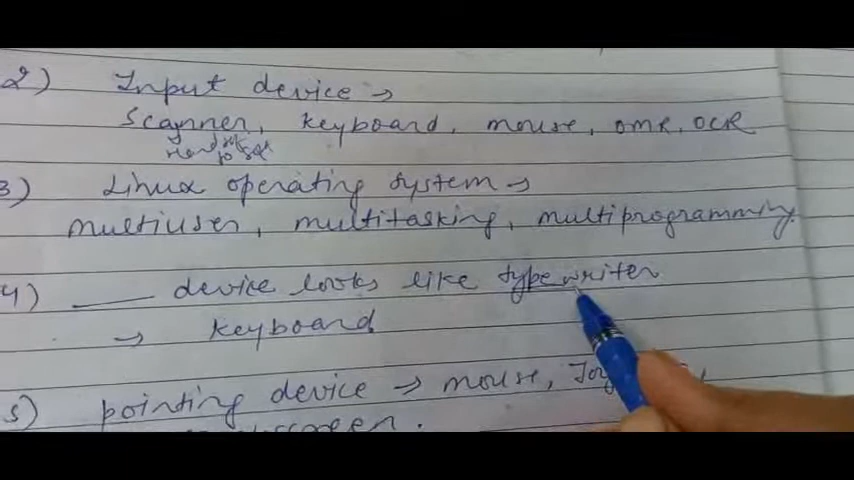 2) Input device →
Scanner, keyboard, mouse, OMR, OCR
3) Linux operating system →
multiuser, multitasking, multiprogramming.
4) ____ device looks like typewriter
→ keyboard
5) pointing device → mouse,